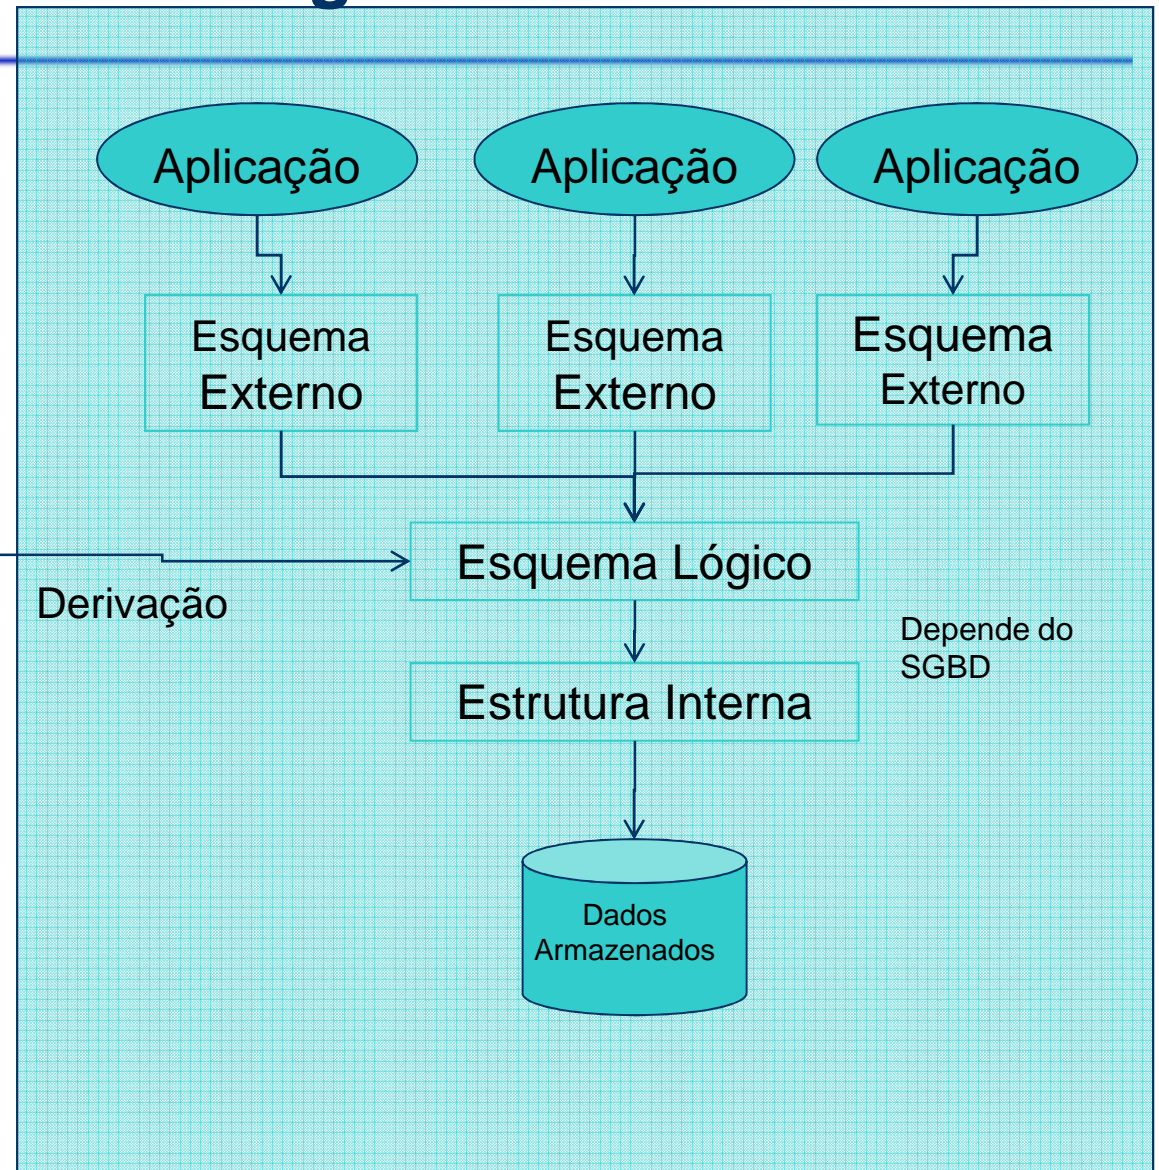 Aplicação Aplicação Aplicação
Esquema Esquema Esquema
Externo Externo Externo
Esquema Lógico
Derivação
Depende do
SGBD
Estrutura Interna
Dados
Armazenados